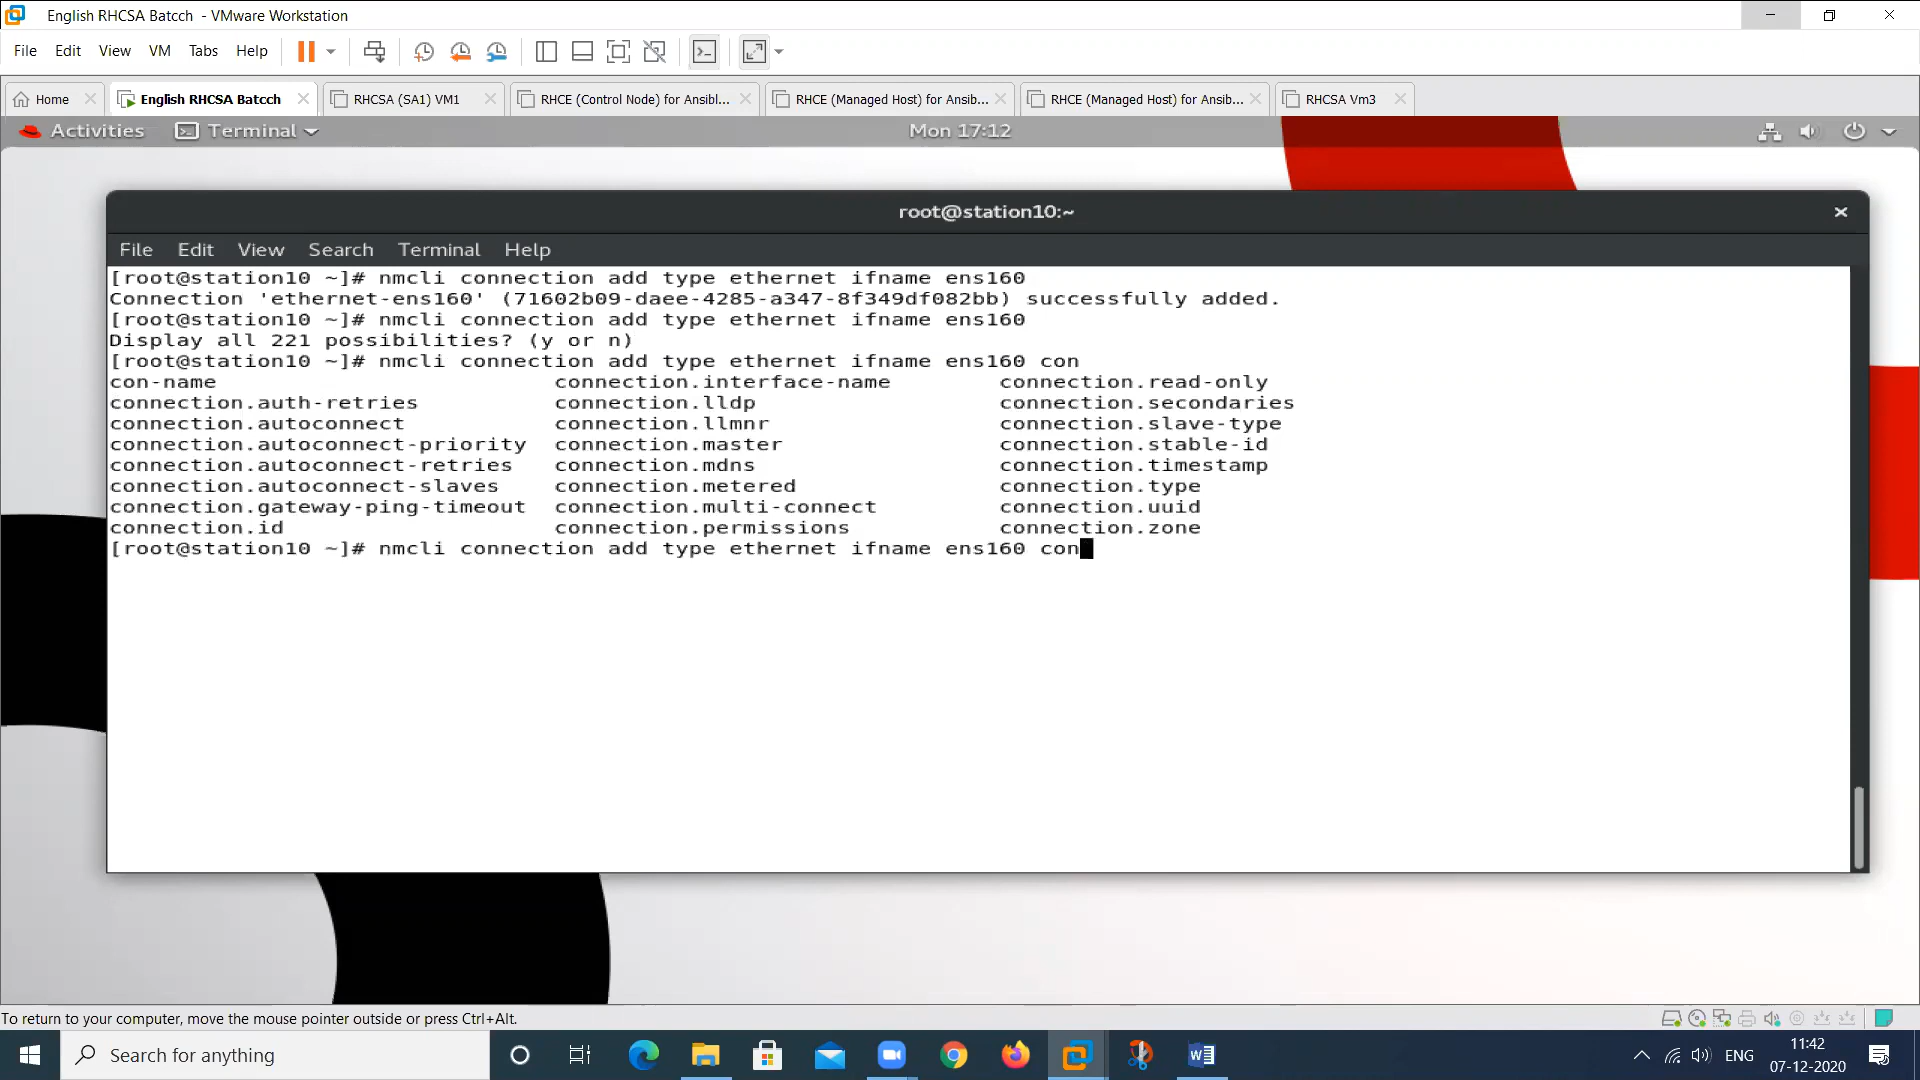 English RHCSA Batcch - VMware Workstation
File Edit View VM Tabs Help
Home English RHCSA Batcch RHCSA (SA1) VM1 RHCE (Control Node) for Ansibl... RHCE (Managed Host) for Ansib... RHCE (Managed Host) for Ansib... RHCSA Vm3
Activities Terminal Mon 17:12
root@station10:~
File Edit View Search Terminal Help
[root@station10 ~]# nmcli connection add type ethernet ifname ens160
Connection 'ethernet-ens160' (71602b09-daee-4285-a347-8f349df082bb) successfully added.
[root@station10 ~]# nmcli connection add type ethernet ifname ens160
Display all 221 possibilities? (y or n)
[root@station10 ~]# nmcli connection add type ethernet ifname ens160 con
con-name connection.interface-name connection.read-only
connection.auth-retries connection.lldp connection.secondaries
connection.autoconnect connection.llmnr connection.slave-type
connection.autoconnect-priority connection.master connection.stable-id
connection.autoconnect-retries connection.mdns connection.timestamp
connection.autoconnect-slaves connection.metered connection.type
connection.gateway-ping-timeout connection.multi-connect connection.uuid
connection.id connection.permissions connection.zone
[root@station10 ~]# nmcli connection add type ethernet ifname ens160 con
To return to your computer, move the mouse pointer outside or press Ctrl+Alt.
Search for anything
ENG
11:42
07-12-2020